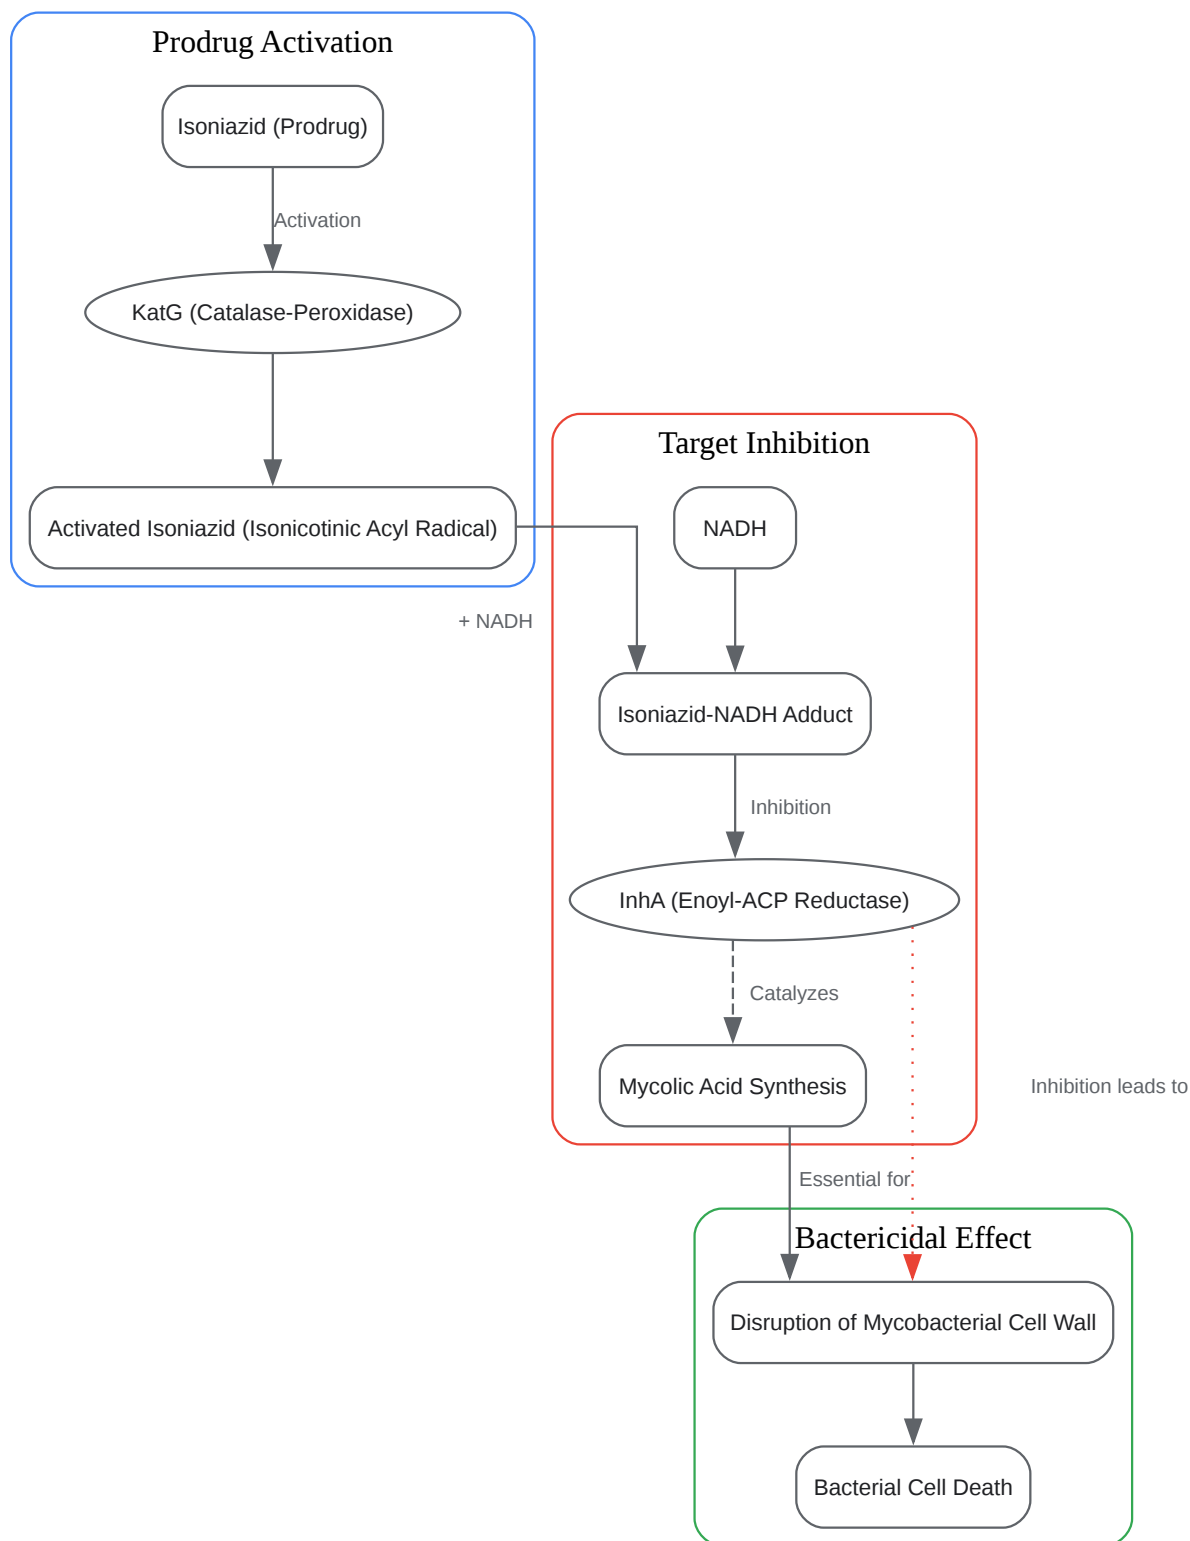 Prodrug Activation
Isoniazid (Prodrug)
Activation
KatG (Catalase-Peroxidase)
Activated Isoniazid (Isonicotinic Acyl Radical)
+ NADH
Target Inhibition
NADH
Isoniazid-NADH Adduct
Inhibition
InhA (Enoyl-ACP Reductase)
Catalyzes
Mycolic Acid Synthesis
Inhibition leads to
Essential for
Bactericidal Effect
Disruption of Mycobacterial Cell Wall
Bacterial Cell Death